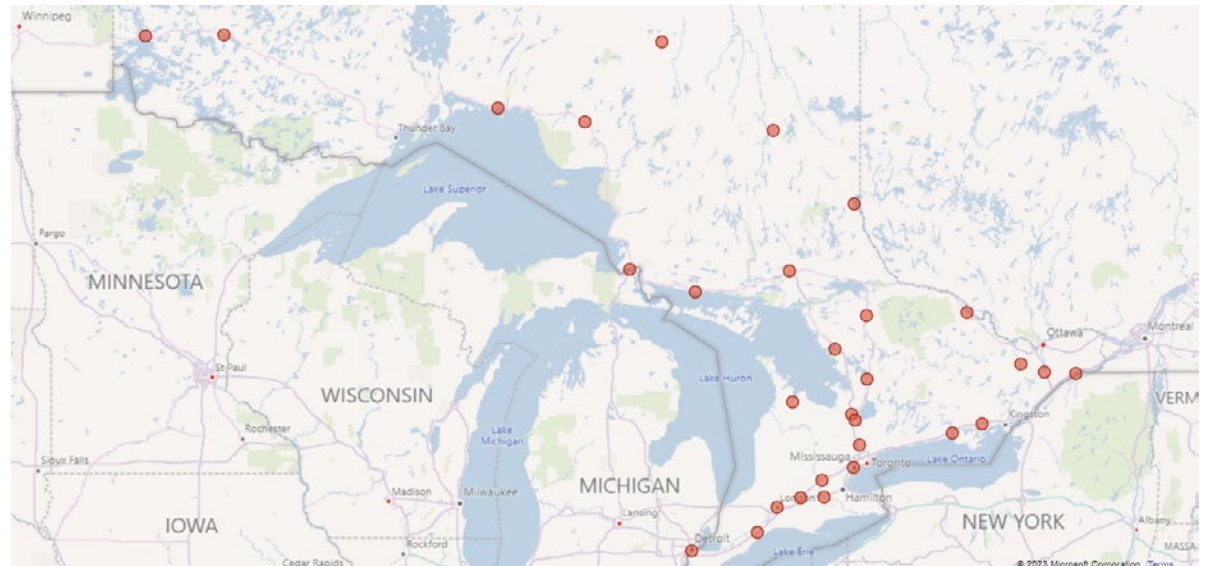 Winnipeg
Thunder Bay
Lake Superior
Fargo
MINNESOTA
Ottawa
Montreal
St Paul
Lake Huron
WISCONSIN
VERM
Kingston
Rochester
Lake
Michigan
Mississauga
Toronto
Lake Ontario
Sioux Falls
MICHIGAN
Madison
Milwaukee
London
Hamilton
IOWA
Lansing
NEW YORK
Albany
Detroit
Rockford
Lake Erie
MASSA
Cedar Rapids
© 2023 Microsoft Corporation Terms